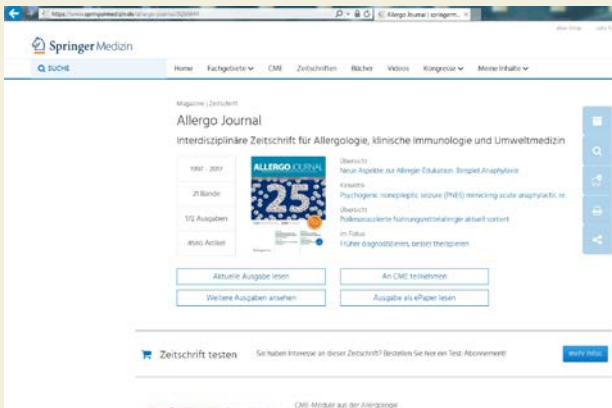 Allergo Journal | springerm...
Springer Medizin
SUCHE
Home Fachgebiete CME Zeitschriften Bücher Videos Kongresse Meine Inhalte
Magazine | Zeitschrift
Allergo Journal
Interdisziplinäre Zeitschrift für Allergologie, klinische Immunologie und Umweltmedizin
1997 - 2017
21 Bände
172 Ausgaben
4560 Artikel
ALLERGO JOURNAL
25
Übersicht
Neue Aspekte zur Allergie-Edukation. Beispiel Anaphylaxie
Kasuistik
Psychogenic nonepileptic seizure (PNES) mimicking acute anaphylactic re
Übersicht
Pollenassoziierte Nahrungsmittelallergie aktuell sortiert
Im Fokus
Früher diagnostizieren, besser therapieren
Aktuelle Ausgabe lesen
An CME teilnehmen
Weitere Ausgaben ansehen
Ausgabe als ePaper lesen
Zeitschrift testen
Sie haben Interesse an dieser Zeitschrift? Bestellen Sie hier ein Test-Abonnement!
mehr Infos
CME-Module aus der Allergologie